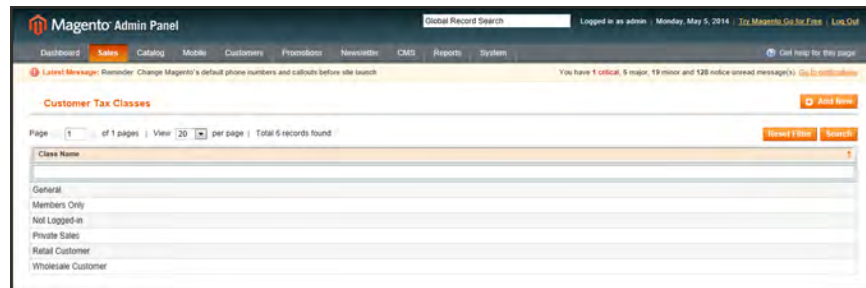 Magento Admin Panel
Global Record Search
Logged in as admin | Monday, May 5, 2014 | Try Magento Go for Free | Log Out
Dashboard Sales Catalog Mobile Customers Promotions Newsletter CMS Reports System
Get help for this page
Latest Message: Reminder: Change Magento's default phone numbers and callouts before site launch
You have 1 critical, 5 major, 19 minor and 128 notice unread message(s). Go to notifications
Customer Tax Classes
Add New
Page 1 of 1 pages | View 20 per page | Total 6 records found
Reset Filter Search
Class Name
General
Members Only
Not Logged-in
Private Sales
Retail Customer
Wholesale Customer